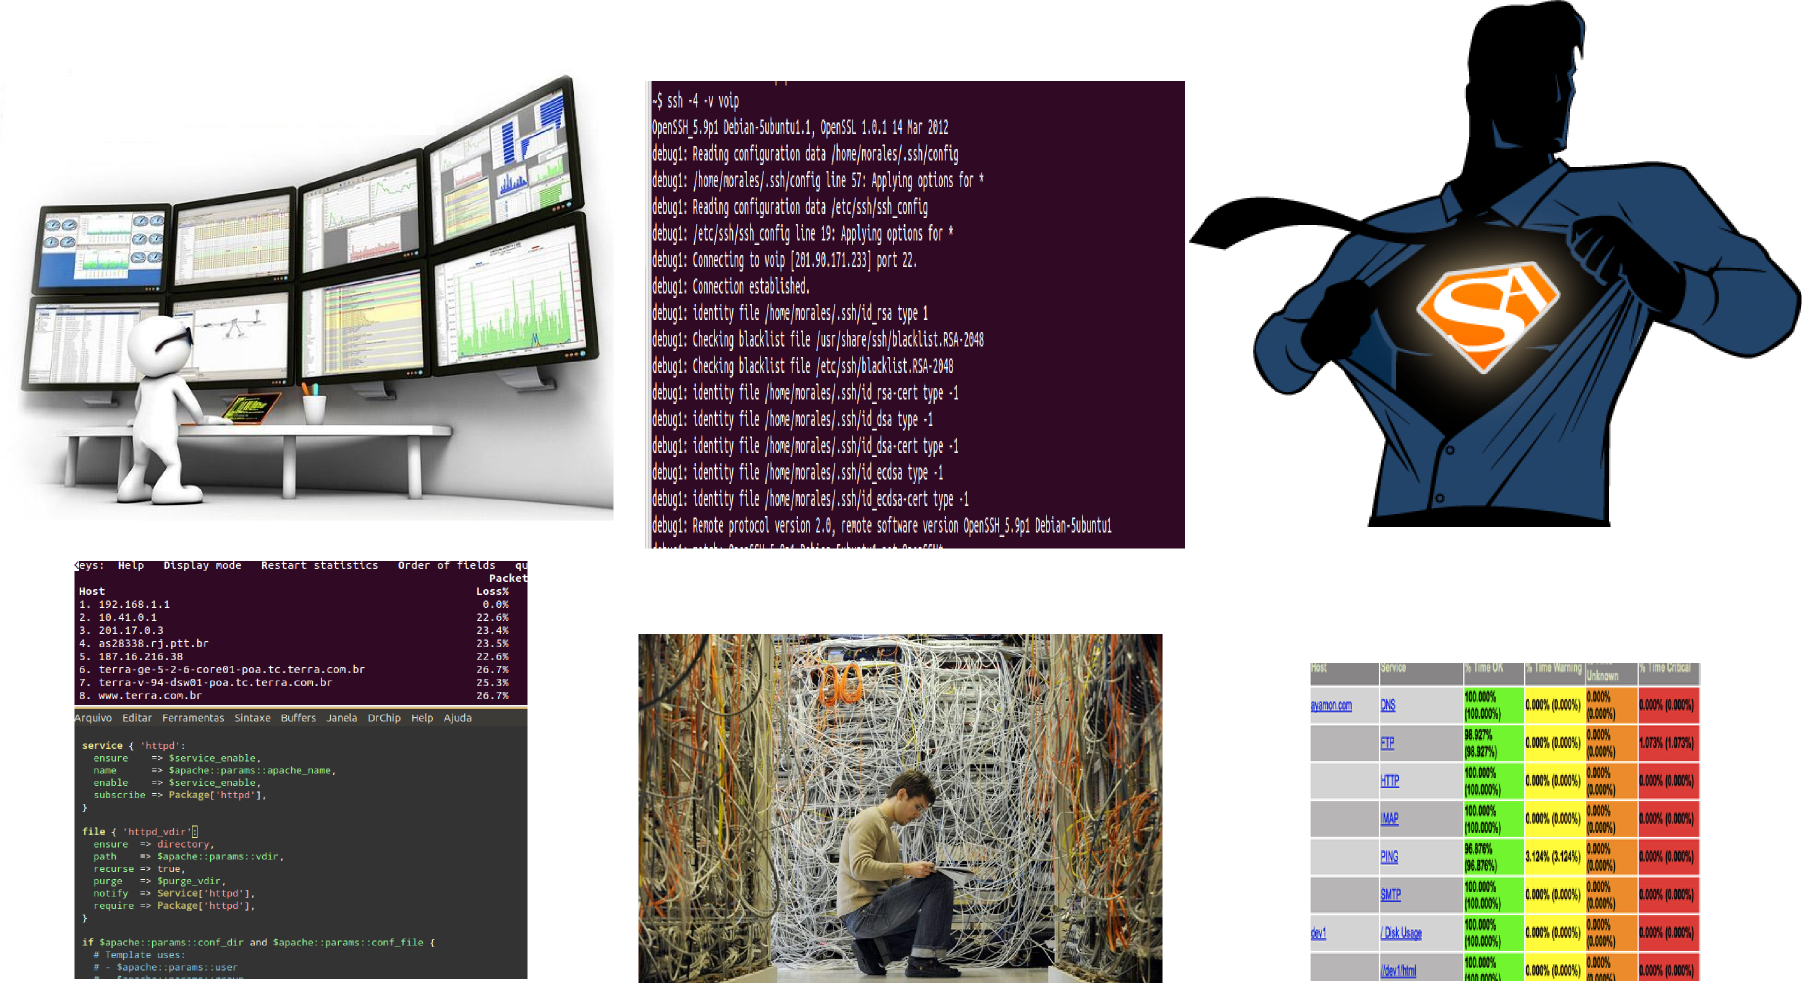 ~$ ssh -4 -v voip
OpenSSH_5.9p1 Debian-5ubuntu1.1, OpenSSL 1.0.1 14 Mar 2012
debug1: Reading configuration data /home/morales/.ssh/config
debug1: /home/morales/.ssh/config line 57: Applying options for *
debug1: Reading configuration data /etc/ssh/ssh_config
debug1: /etc/ssh/ssh_config line 19: Applying options for *
debug1: Connecting to voip [201.90.171.233] port 22.
debug1: Connection established.
debug1: identity file /home/morales/.ssh/id_rsa type 1
debug1: Checking blacklist file /usr/share/ssh/blacklist.RSA-2048
debug1: Checking blacklist file /etc/ssh/blacklist.RSA-2048
debug1: identity file /home/morales/.ssh/id_rsa-cert type -1
debug1: identity file /home/morales/.ssh/id_dsa type -1
debug1: identity file /home/morales/.ssh/id_dsa-cert type -1
debug1: identity file /home/morales/.ssh/id_ecdsa type -1
debug1: identity file /home/morales/.ssh/id_ecdsa-cert type -1
debug1: Remote protocol version 2.0, remote software version OpenSSH_5.9p1 Debian-5ubuntu1
SA
eys: Help Display mode Restart statistics Order of fields qu
Packet
Host Loss%
1. 192.168.1.1 0.0%
2. 10.41.0.1 22.6%
3. 201.17.0.3 23.4%
4. as28338.rj.ptt.br 23.5%
5. 187.16.216.38 22.6%
6. terra-ge-5-2-6-core01-poa.tc.terra.com.br 26.7%
7. terra-v-94-dsw01-poa.tc.terra.com.br 25.3%
8. www.terra.com.br 26.7%
Arquivo Editar Ferramentas Sintaxe Buffers Janela DrChip Help Ajuda
service { 'httpd':
ensure => $service_enable,
name => $apache::params::apache_name,
enable => $service_enable,
subscribe => Package['httpd'],
}
file { 'httpd_vdir':
ensure => directory,
path => $apache::params::vdir,
recurse => true,
purge => $purge_vdir,
notify => Service['httpd'],
require => Package['httpd'],
}
if $apache::params::conf_dir and $apache::params::conf_file {
# Template uses:
# - $apache::params::user
Host Service % Time OK % Time Warning Unknown % Time Critical
ayamon.com DNS 100.000% (100.000%) 0.000% (0.000%) 0.000% (0.000%) 0.000% (0.000%)
FTP 98.927% (98.927%) 0.000% (0.000%) 0.000% (0.000%) 1.073% (1.073%)
HTTP 100.000% (100.000%) 0.000% (0.000%) 0.000% (0.000%) 0.000% (0.000%)
IMAP 100.000% (100.000%) 0.000% (0.000%) 0.000% (0.000%) 0.000% (0.000%)
PING 96.876% (96.876%) 3.124% (3.124%) 0.000% (0.000%) 0.000% (0.000%)
SMTP 100.000% (100.000%) 0.000% (0.000%) 0.000% (0.000%) 0.000% (0.000%)
dev1 / Disk Usage 100.000% (100.000%) 0.000% (0.000%) 0.000% (0.000%) 0.000% (0.000%)
//dev1/html 100.000% 0.000% (0.000%) 0.000% 0.000% (0.000%)